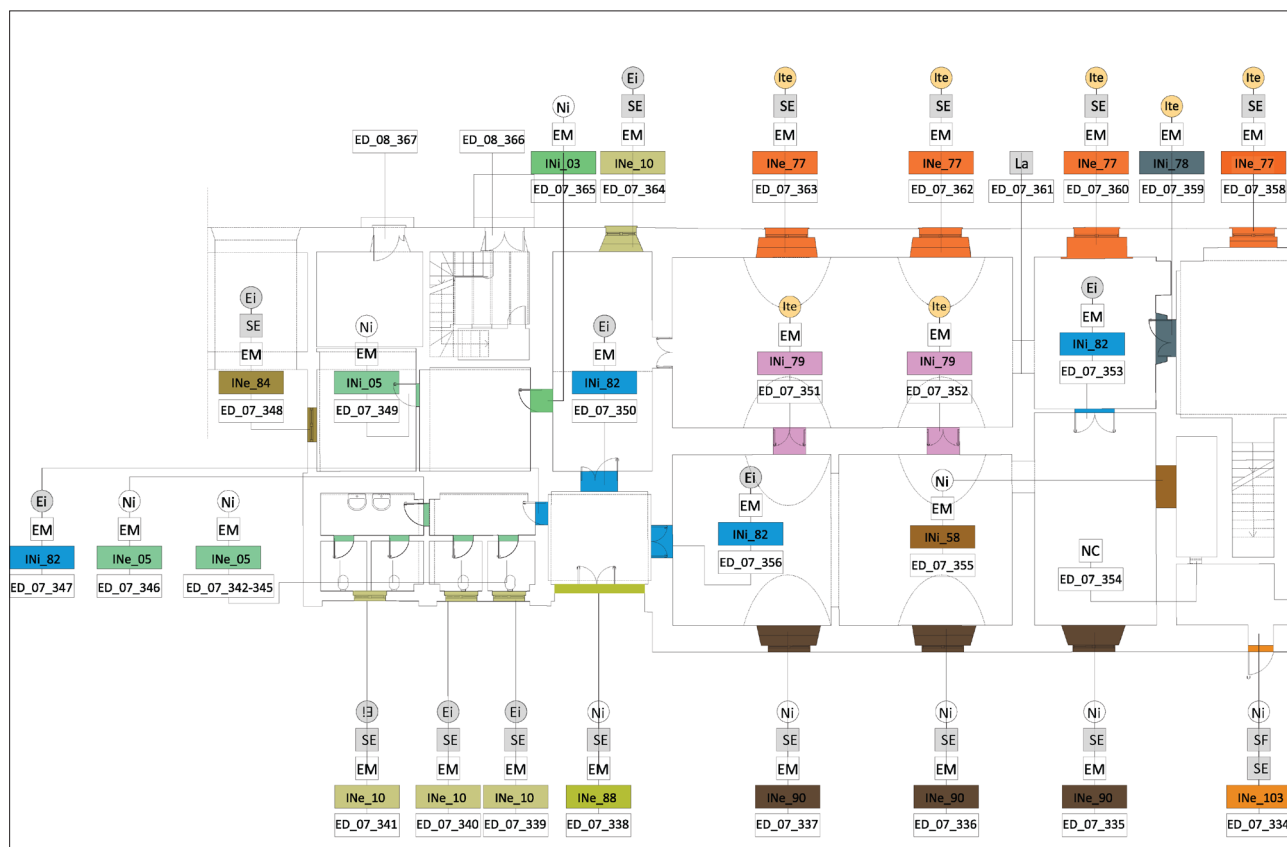 Ite
Ite
Ite
Ite
Ei
SE
SE
SE
SE
SE
Ni
Ite
EM
EM
EM
EM
EM
EM
EM
ED_08_367
ED_08_366
INi_03
INe_10
INe_77
INe_77
La
INe_77
INi_78
INe_77
ED_07_365
ED_07_364
ED_07_363
ED_07_362
ED_07_361
ED_07_360
ED_07_359
ED_07_358
Ei
SE
EM
INe_84
ED_07_348
Ni
EM
INi_05
ED_07_349
Ei
EM
INi_82
ED_07_350
Ite
EM
INi_79
ED_07_351
Ite
EM
INi_79
ED_07_352
Ei
EM
INi_82
ED_07_353
Ei
EM
INi_82
ED_07_347
Ni
EM
INe_05
ED_07_346
Ni
EM
INe_05
ED_07_342-345
Ei
EM
INi_82
ED_07_356
Ni
EM
INi_58
ED_07_355
NC
ED_07_354
Ei
SE
EM
INe_10
ED_07_341
Ei
SE
EM
INe_10
ED_07_340
Ei
SE
EM
INe_10
ED_07_339
Ni
SE
EM
INe_88
ED_07_338
Ni
SE
EM
INe_90
ED_07_337
Ni
SE
EM
INe_90
ED_07_336
Ni
SE
EM
INe_90
ED_07_335
Ni
SF
SE
INe_103
ED_07_334